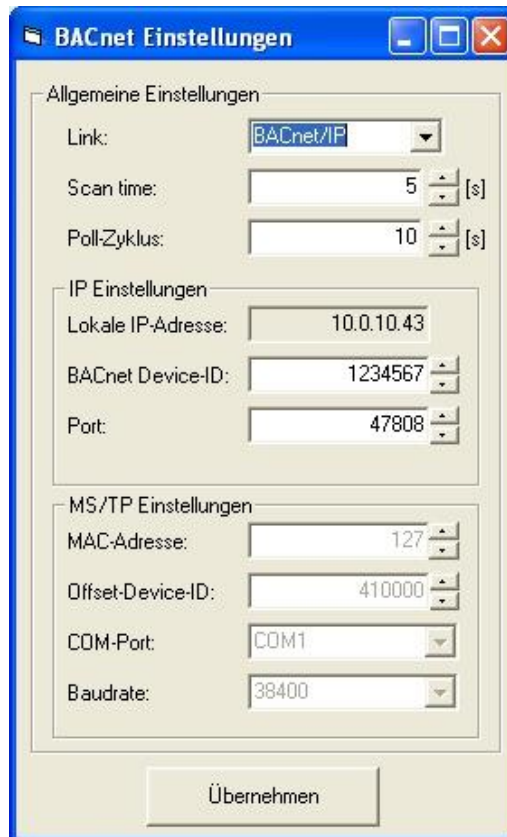 BACnet Einstellungen
Allgemeine Einstellungen
Link: BACnet/IP
Scan time: 5 [s]
Poll-Zyklus: 10 [s]
IP Einstellungen
Lokale IP-Adresse: 10.0.10.43
BACnet Device-ID: 1234567
Port: 47808
MS/TP Einstellungen
MAC-Adresse: 127
Offset-Device-ID: 410000
COM-Port: COM1
Baudrate: 38400
Übernehmen